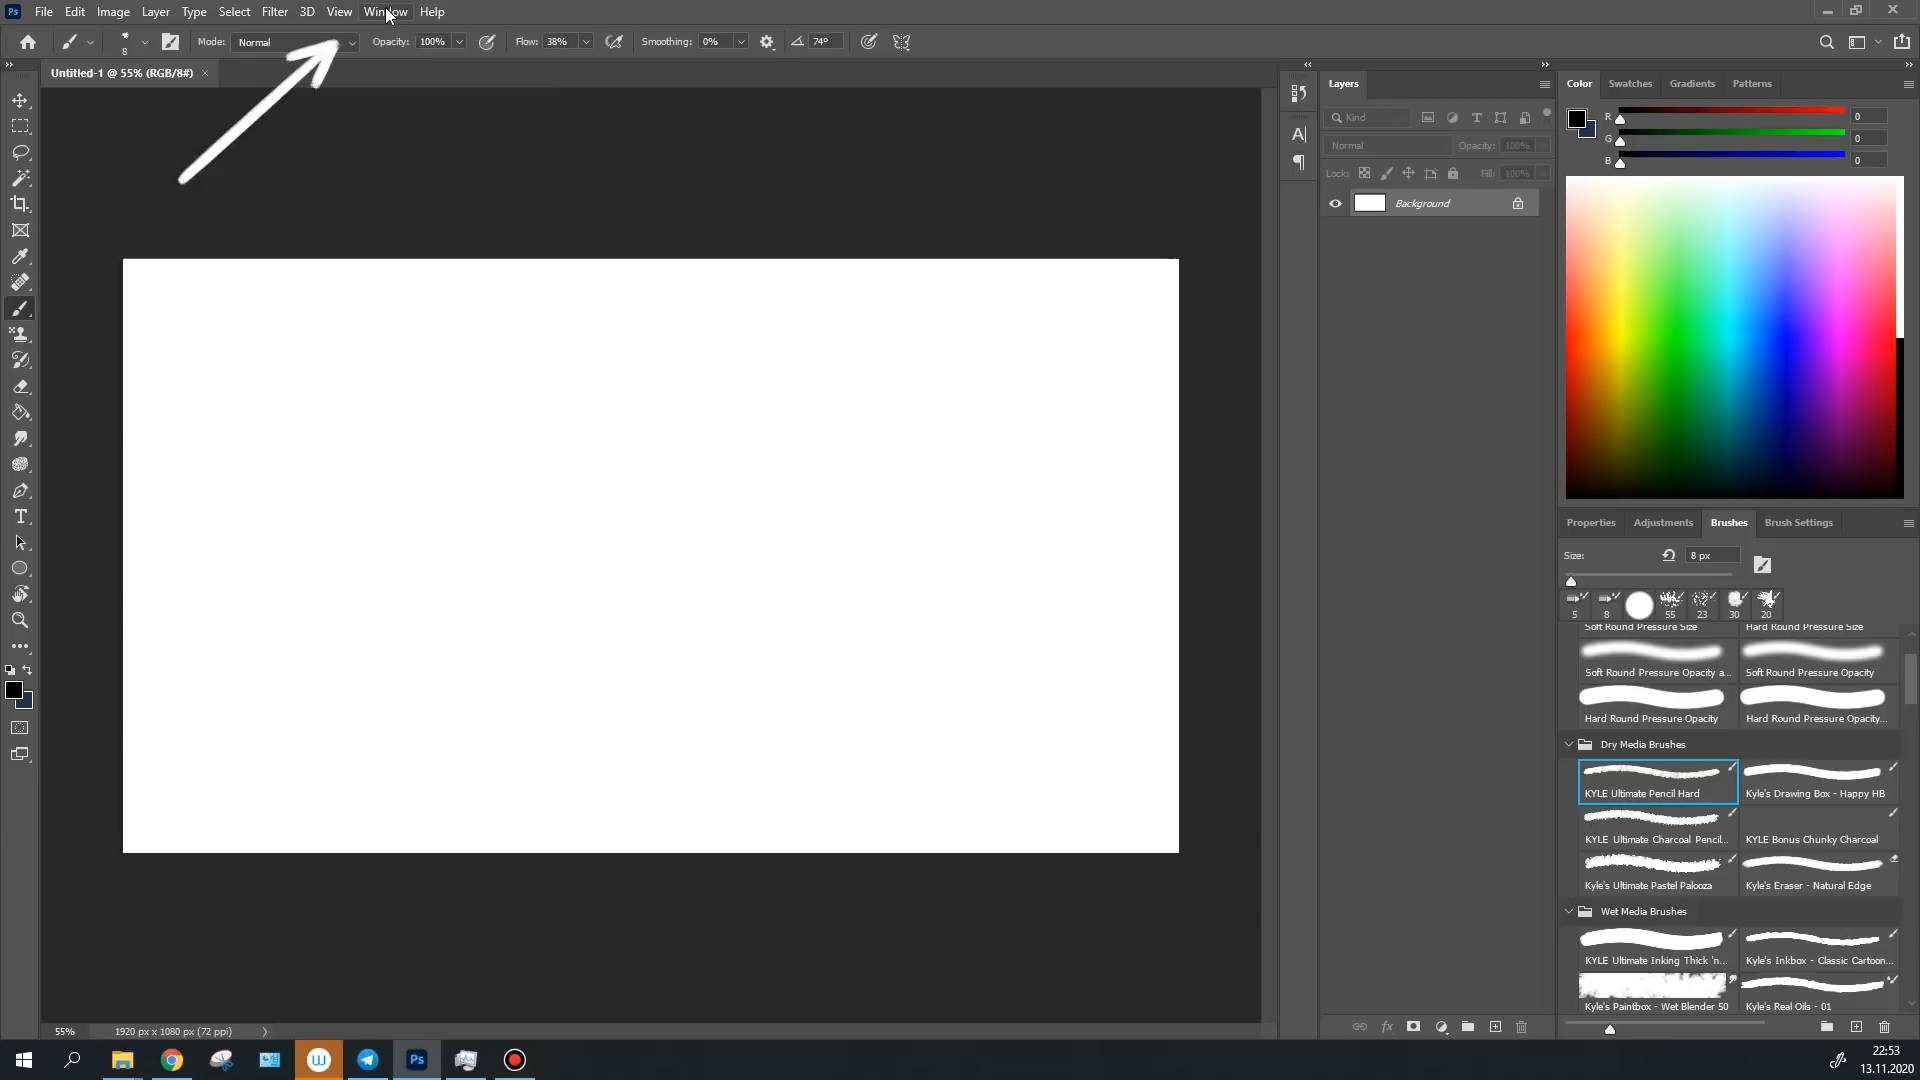 Ps File Edit Image Layer Type Select Filter 3D View Window Help
8 Mode: Normal Opacity: 100% Flow: 38% Smoothing: 0% 74°
Untitled-1 @ 55% (RGB/8#) ×
Layers
Kind
Normal Opacity: 100%
Lock: Fill: 100%
Background
Color Swatches Gradients Patterns
R 0
G 0
B 0
Properties Adjustments Brushes Brush Settings
Size: 8 px
5 8 55 23 30 20
Soft Round Pressure Size Hard Round Pressure Size
Soft Round Pressure Opacity a... Soft Round Pressure Opacity
Hard Round Pressure Opacity Hard Round Pressure Opacity...
Dry Media Brushes
KYLE Ultimate Pencil Hard Kyle's Drawing Box - Happy HB
KYLE Ultimate Charcoal Pencil... KYLE Bonus Chunky Charcoal
Kyle's Ultimate Pastel Palooza Kyle's Eraser - Natural Edge
Wet Media Brushes
KYLE Ultimate Inking Thick 'n... Kyle's Inkbox - Classic Cartoon...
Kyle's Paintbox - Wet Blender 50 Kyle's Real Oils - 01
55% 1920 px x 1080 px (72 ppi)
Ps
22:53
13.11.2020